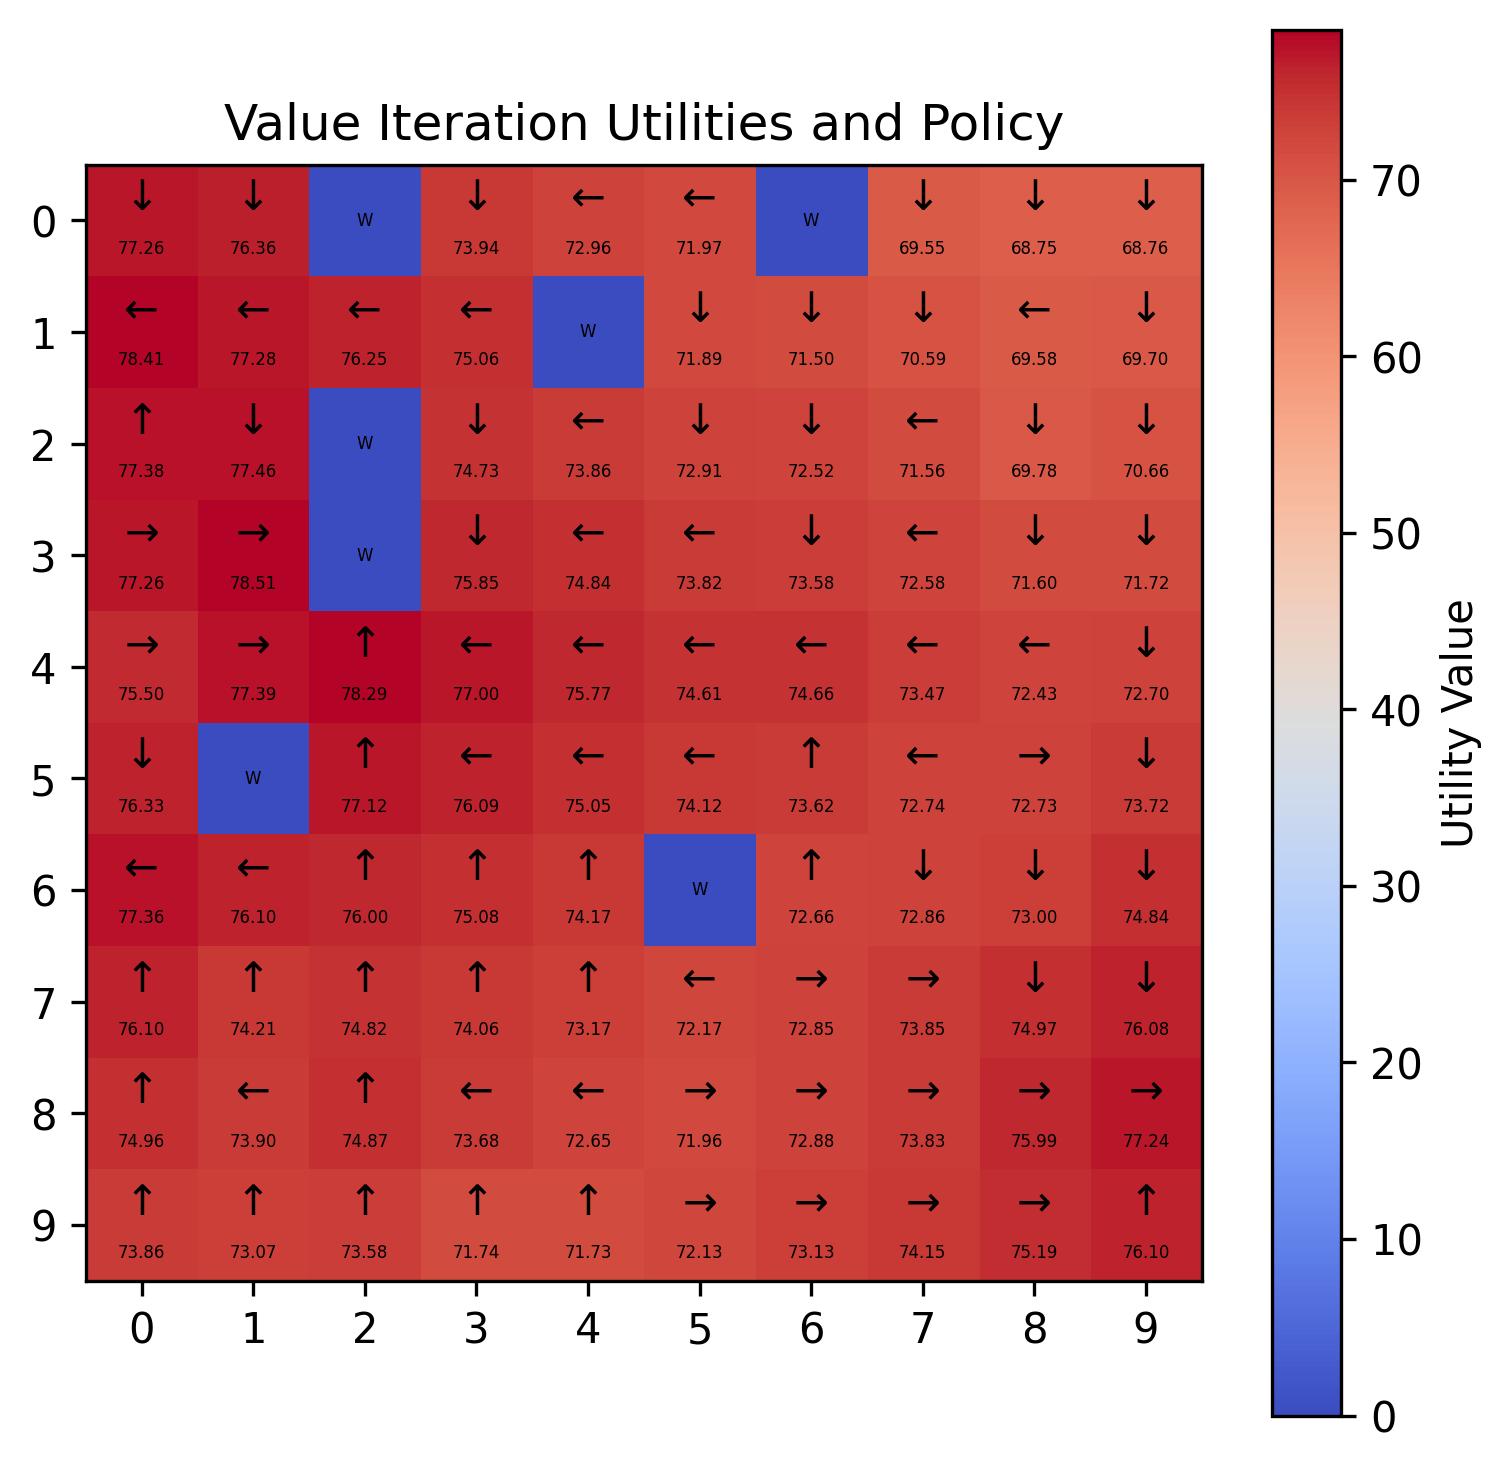 Value Iteration Utilities and Policy
0 ↓ ↓ W ↓ ← ← W ↓ ↓ ↓
77.26 76.36 73.94 72.96 71.97 69.55 68.75 68.76
1 ← ← ← ← W ↓ ↓ ↓ ← ↓
78.41 77.28 76.25 75.06 71.89 71.50 70.59 69.58 69.70
2 ↑ ↓ W ↓ ← ↓ ↓ ← ↓ ↓
77.38 77.46 74.73 73.86 72.91 72.52 71.56 69.78 70.66
3 → → W ↓ ← ← ↓ ← ↓ ↓
77.26 78.51 75.85 74.84 73.82 73.58 72.58 71.60 71.72
4 → → ↑ ← ← ← ← ← ← ↓
75.50 77.39 78.29 77.00 75.77 74.61 74.66 73.47 72.43 72.70
5 ↓ W ↑ ← ← ← ↑ ← → ↓
76.33 77.12 76.09 75.05 74.12 73.62 72.74 72.73 73.72
6 ← ← ↑ ↑ ↑ W ↑ ↓ ↓ ↓
77.36 76.10 76.00 75.08 74.17 72.66 72.86 73.00 74.84
7 ↑ ↑ ↑ ↑ ↑ ← → → ↓ ↓
76.10 74.21 74.82 74.06 73.17 72.17 72.85 73.85 74.97 76.08
8 ↑ ← ↑ ← ← → → → → →
74.96 73.90 74.87 73.68 72.65 71.96 72.88 73.83 75.99 77.24
9 ↑ ↑ ↑ ↑ ↑ → → → → ↑
73.86 73.07 73.58 71.74 71.73 72.13 73.13 74.15 75.19 76.10
0 1 2 3 4 5 6 7 8 9
70
60
50
40
30
20
10
0
Utility Value